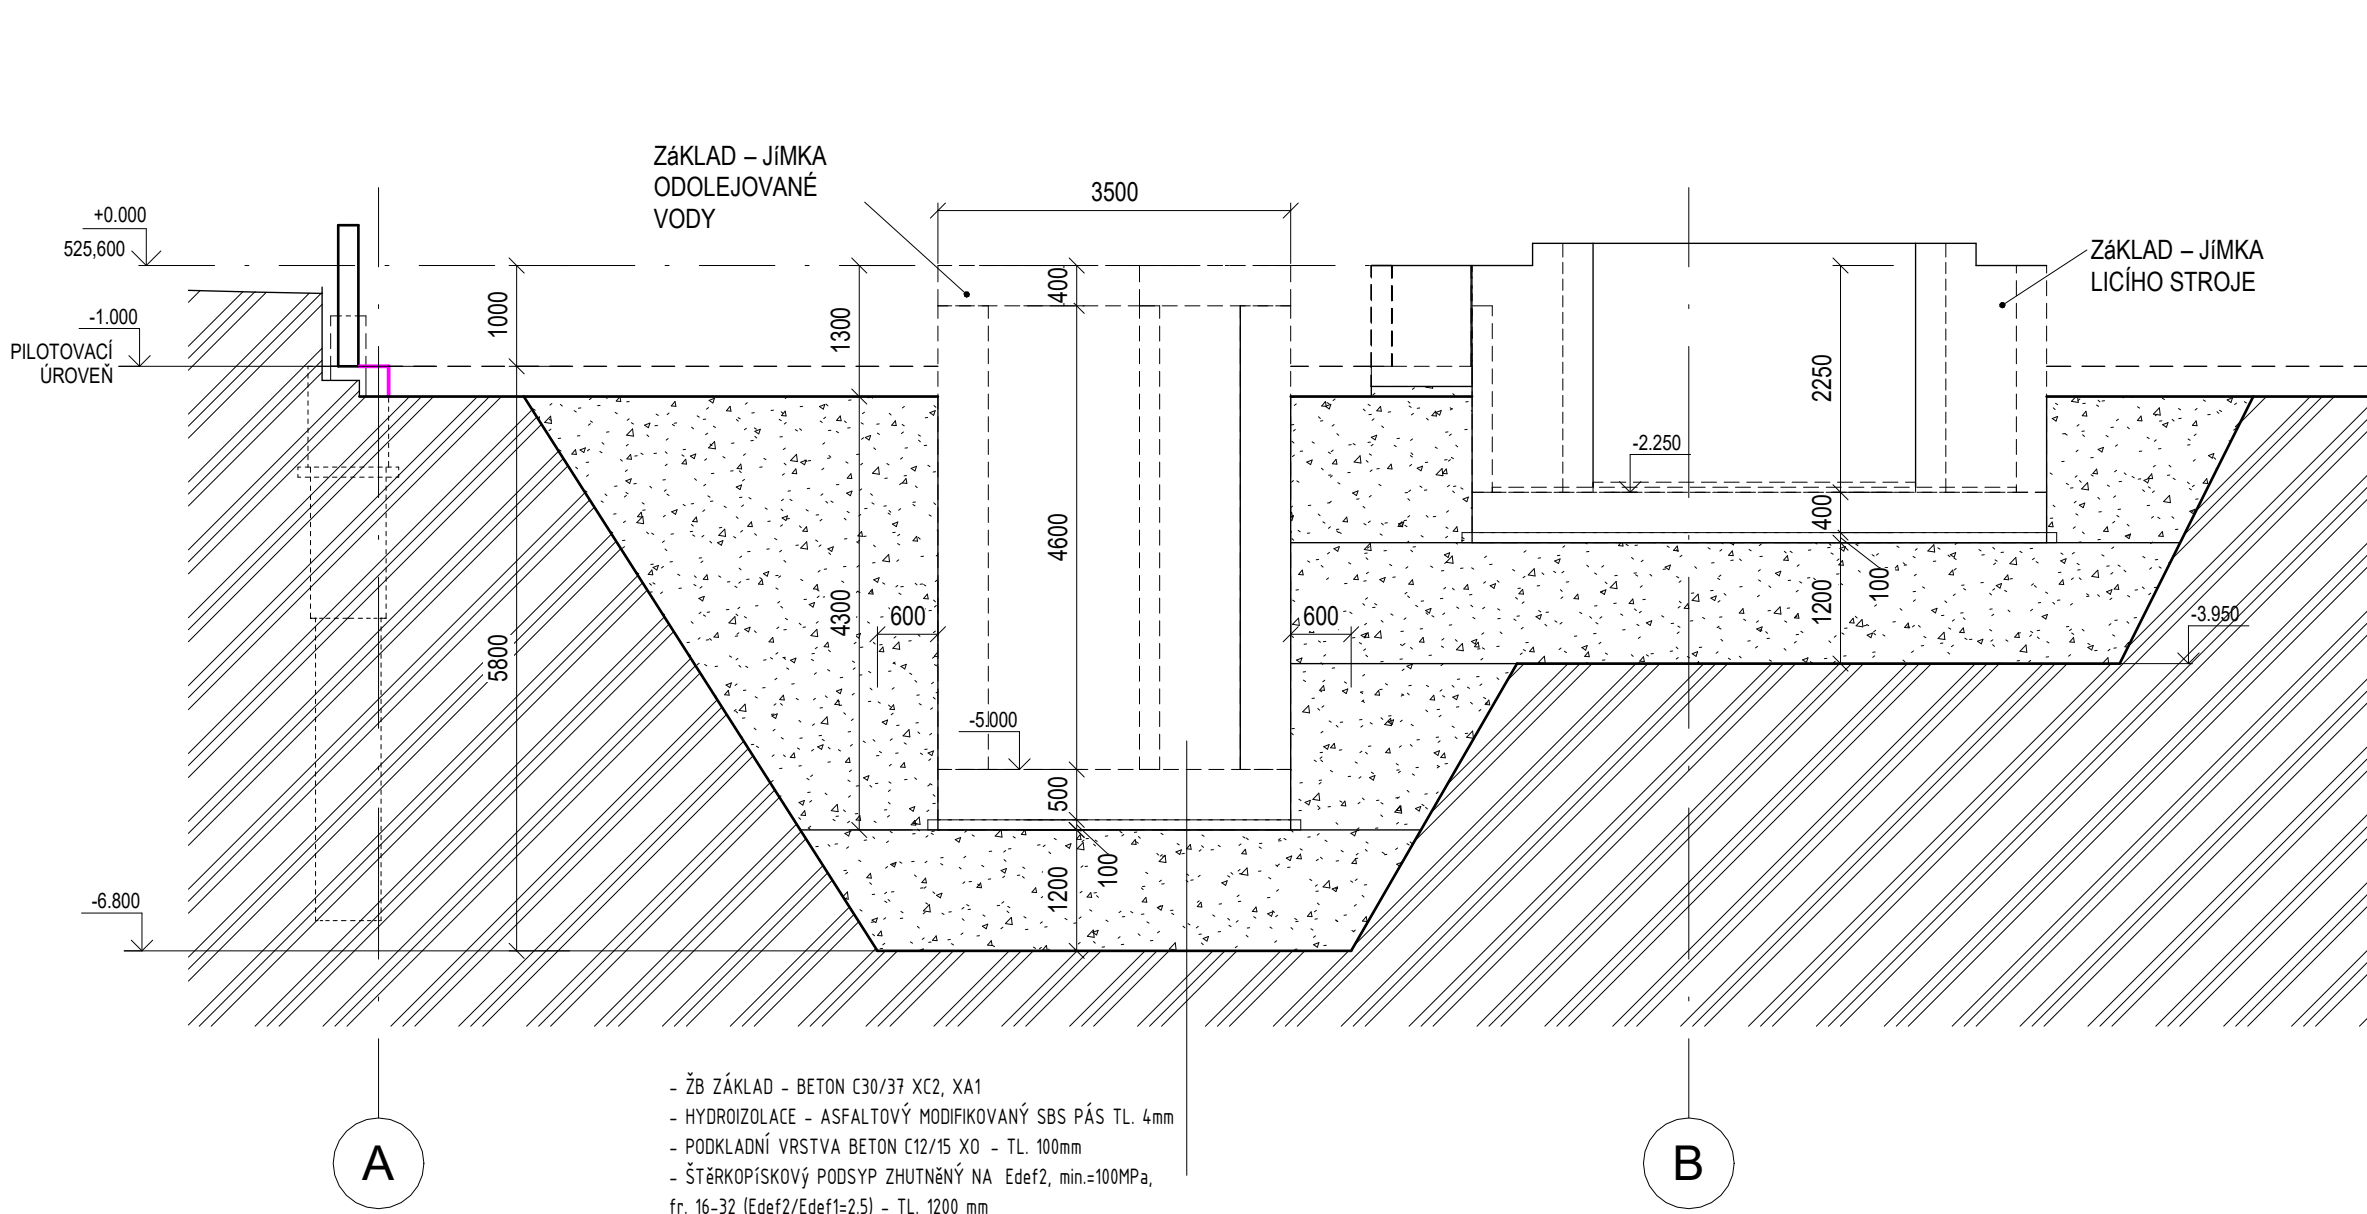 ZáKLAD – JíMKA
ODOLEJOVANÉ
VODY
3500
+0.000
525,600
-1.000
PILOTOVACÍ
ÚROVEŇ
1000
1300
400
ZáKLAD – JíMKA
LICÍHO STROJE
2250
-2.250
400
100
1200
-3.950
4600
4300
600
600
5800
-5.000
500
100
1200
-6.800
- ŽB ZÁKLAD - BETON C30/37 XC2, XA1
- HYDROIZOLACE - ASFALTOVÝ MODIFIKOVANÝ SBS PÁS TL. 4mm
- PODKLADNÍ VRSTVA BETON C12/15 XO - TL. 100mm
- ŠTěRKOPíSKOVý PODSYP ZHUTNěNÝ NA Edef2, min.=100MPa,
fr. 16-32 (Edef2/Edef1=2.5) - TL. 1200 mm
A
B